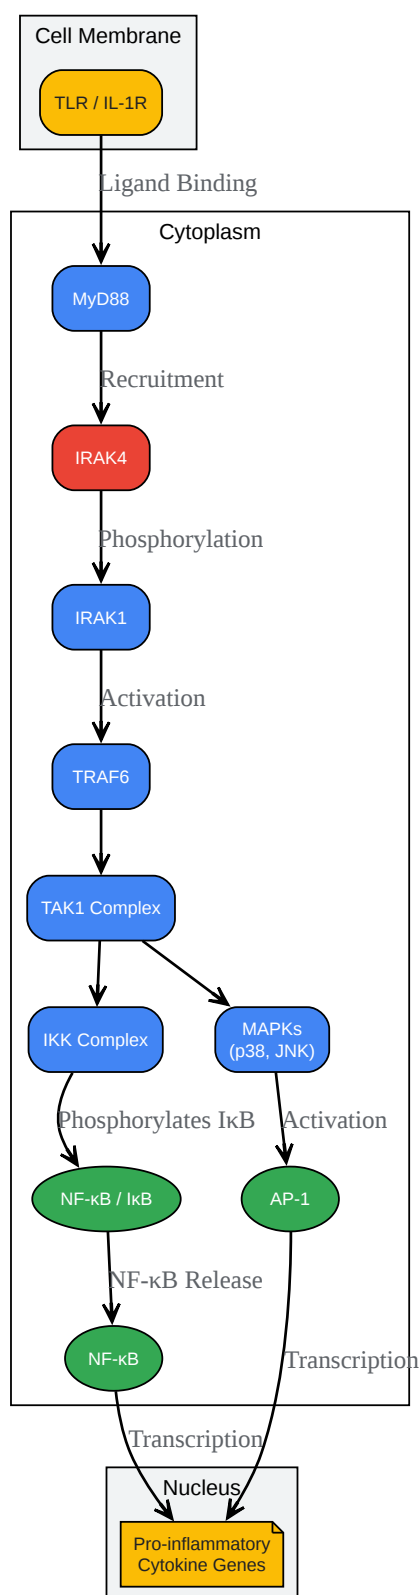 Cell Membrane
TLR / IL-1R
Ligand Binding
Cytoplasm
MyD88
Recruitment
IRAK4
Phosphorylation
IRAK1
Activation
TRAF6
TAK1 Complex
IKK Complex
MAPKs
(p38, JNK)
Phosphorylates IκB
Activation
NF-κB / IκB
AP-1
NF-κB Release
NF-κB
Transcription
Transcription
Nucleus
Pro-inflammatory
Cytokine Genes